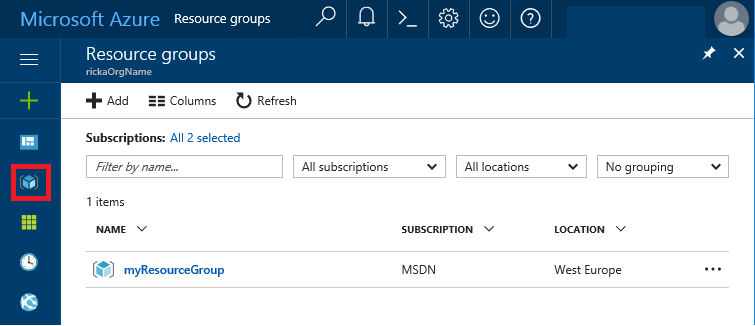 Microsoft Azure Resource groups
Resource groups
rickaOrgName
Add Columns Refresh
Subscriptions: All 2 selected
Filter by name... All subscriptions All locations No grouping
1 items
NAME SUBSCRIPTION LOCATION
myResourceGroup MSDN West Europe